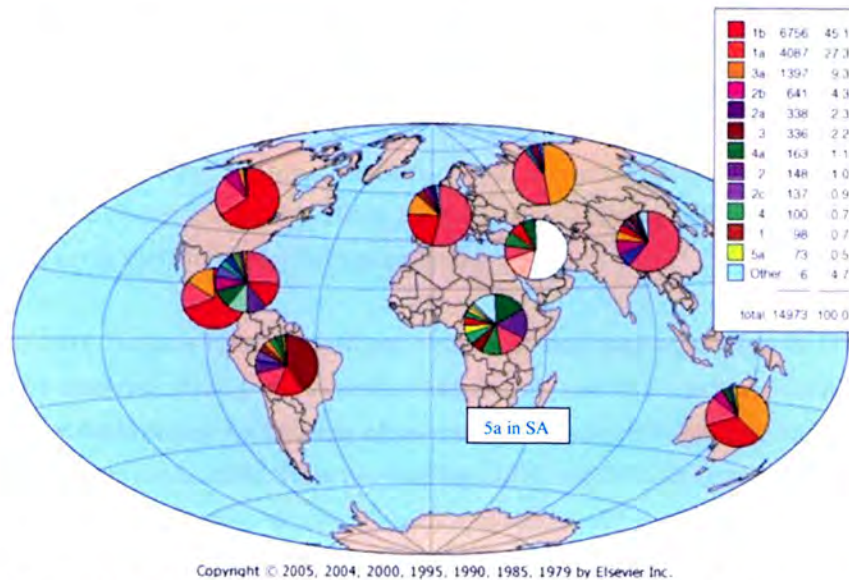 1b 6756 45.1
1a 4087 27.3
3a 1397 9.3
2b 641 4.3
2a 338 2.3
3 336 2.2
4a 163 1.1
2 148 1.0
2c 137 0.9
4 100 0.7
1 98 0.7
5a 73 0.5
Other 6 4.7
total 14973 100.0
5a in SA
Copyright © 2005, 2004, 2000, 1995, 1990, 1985, 1979 by Elsevier Inc.